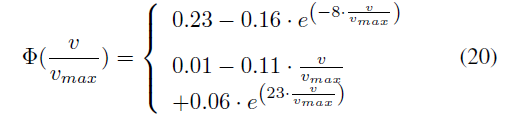 0.23 − 0.16 · e^(−8· v/v_max)
Φ(v/v_max) = { 0.01 − 0.11 · v/v_max (20)
+0.06 · e^(23· v/v_max)